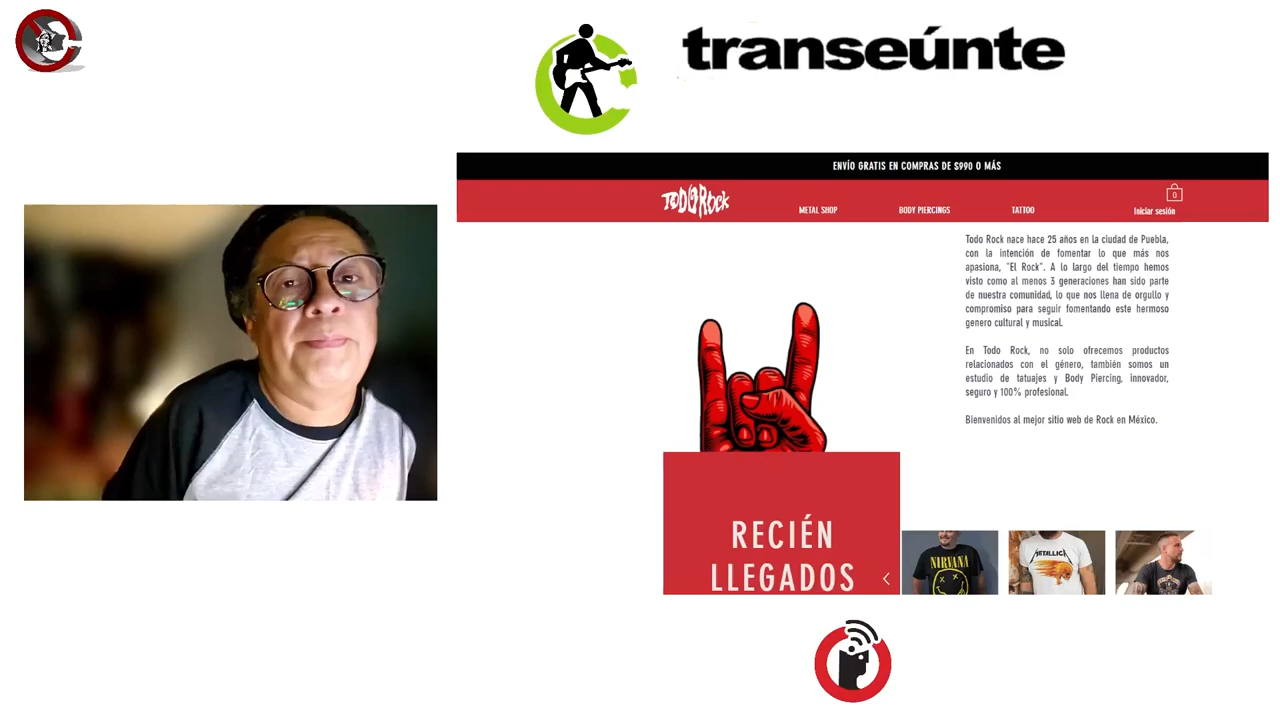 transeúnte
ENVÍO GRATIS EN COMPRAS DE $990 O MÁS
TODO ROCK
0
METAL SHOP
BODY PIERCINGS
TATTOO
Iniciar sesión
Todo Rock nace hace 25 años en la ciudad de Puebla,
con la intención de fomentar lo que más nos
apasiona, "El Rock". A lo largo del tiempo hemos
visto como al menos 3 generaciones han sido parte
de nuestra comunidad, lo que nos llena de orgullo y
compromiso para seguir fomentando este hermoso
genero cultural y musical.
En Todo Rock, no solo ofrecemos productos
relacionados con el género, también somos un
estudio de tatuajes y Body Piercing, innovador,
seguro y 100% profesional.
Bienvenidos al mejor sitio web de Rock en México.
RECIÉN
LLEGADOS
NIRVANA
METALLICA